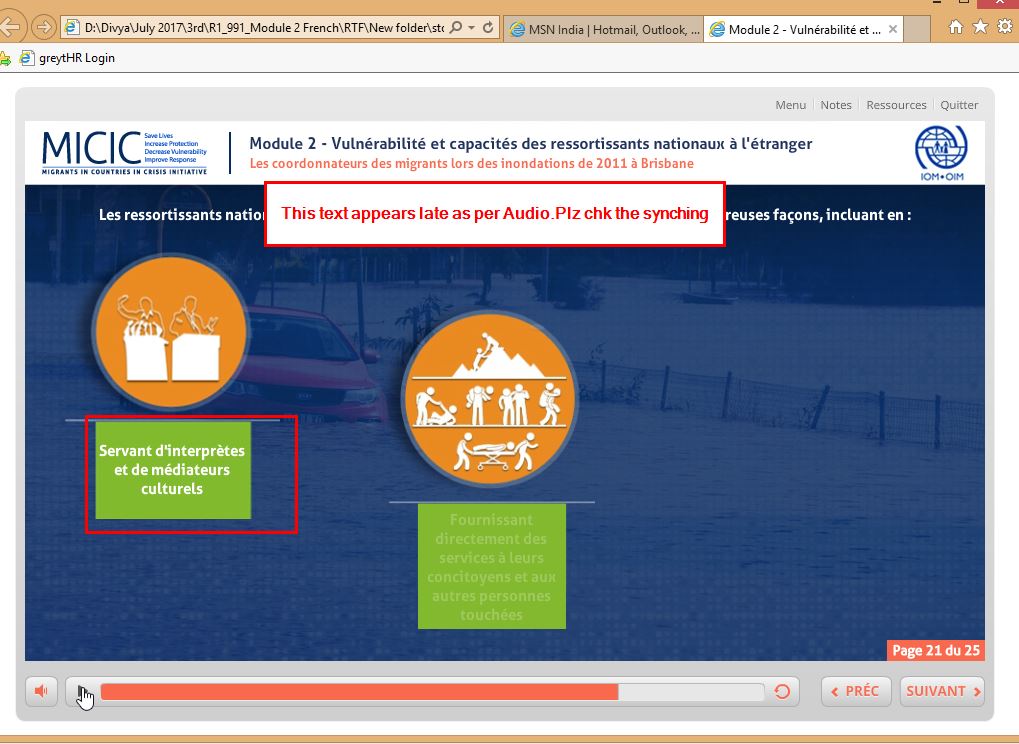 D:\Divya\July 2017\3rd\R1_991_Module 2 French\RTF\New folder\stc
MSN India | Hotmail, Outlook, ...
Module 2 - Vulnérabilité et ...
greytHR Login
Menu
Notes
Ressources
Quitter
MICIC
Save Lives
Increase Protection
Decrease Vulnerability
Improve Response
MIGRANTS IN COUNTRIES IN CRISIS INITIATIVE
Module 2 - Vulnérabilité et capacités des ressortissants nationaux à l'étranger
Les coordonnateurs des migrants lors des inondations de 2011 à Brisbane
IOM•OIM
Les ressortissants natio
This text appears late as per Audio.Plz chk the synching
reuses façons, incluant en :
Servant d'interprètes
et de médiateurs
culturels
Fournissant
directement des
services à leurs
concitoyens et aux
autres personnes
touchées
Page 21 du 25
PRÉC
SUIVANT